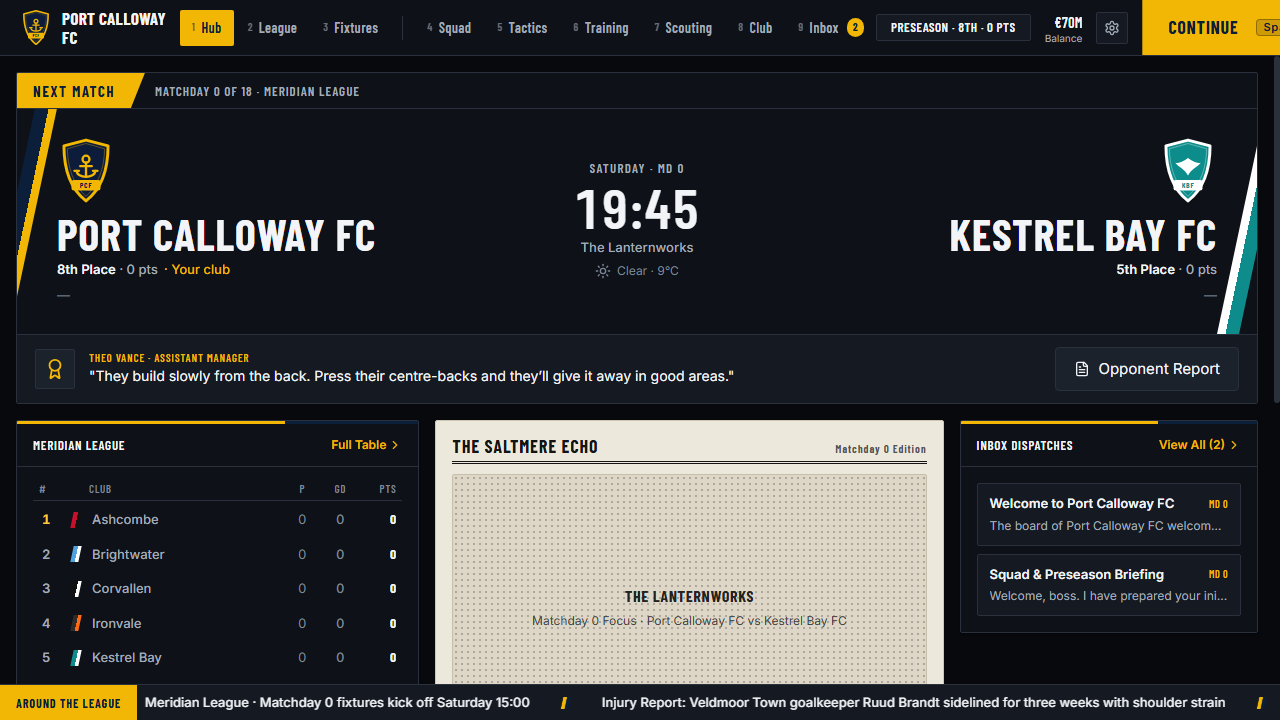 PORT CALLOWAY FC
1 Hub
2 League
3 Fixtures
4 Squad
5 Tactics
6 Training
7 Scouting
8 Club
9 Inbox 2
PRESEASON · 8TH · 0 PTS
€70M
Balance
CONTINUE
NEXT MATCH
MATCHDAY 0 OF 18 · MERIDIAN LEAGUE
PCF
PORT CALLOWAY FC
8th Place · 0 pts · Your club
—
SATURDAY · MD 0
19:45
The Lanternworks
Clear · 9°C
KBF
KESTREL BAY FC
5th Place · 0 pts
—
THEO VANCE · ASSISTANT MANAGER
"They build slowly from the back. Press their centre-backs and they’ll give it away in good areas."
Opponent Report
MERIDIAN LEAGUE
Full Table
# CLUB P GD PTS
1 Ashcombe 0 0 0
2 Brightwater 0 0 0
3 Corvallen 0 0 0
4 Ironvale 0 0 0
5 Kestrel Bay 0 0 0
THE SALTMERE ECHO
Matchday 0 Edition
THE LANTERNWORKS
Matchday 0 Focus · Port Calloway FC vs Kestrel Bay FC
INBOX DISPATCHES
View All (2)
Welcome to Port Calloway FC MD 0
The board of Port Calloway FC welcom...
Squad & Preseason Briefing MD 0
Welcome, boss. I have prepared your ini...
AROUND THE LEAGUE
Meridian League · Matchday 0 fixtures kick off Saturday 15:00
Injury Report: Veldmoor Town goalkeeper Ruud Brandt sidelined for three weeks with shoulder strain